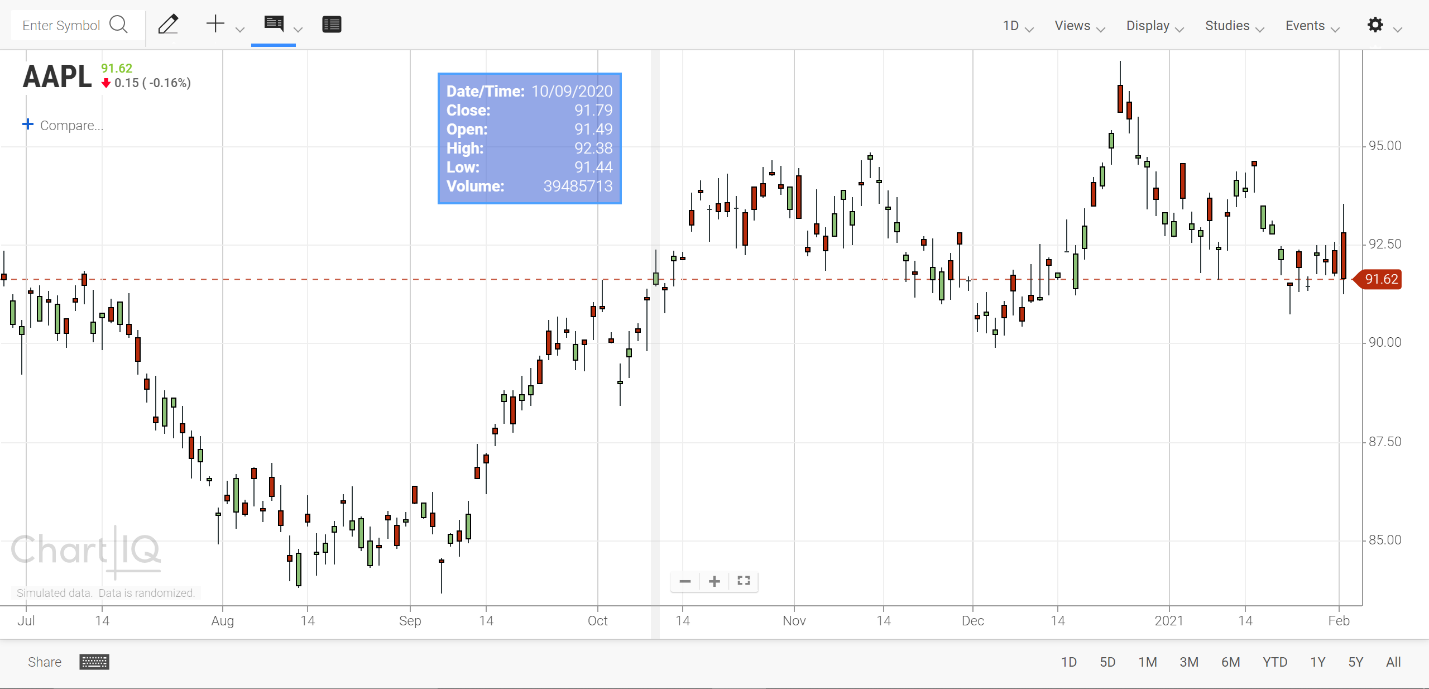 Enter Symbol
1D Views Display Studies Events
AAPL 91.62
0.15 ( -0.16%)
+ Compare...
Date/Time: 10/09/2020
Close: 91.79
Open: 91.49
High: 92.38
Low: 91.44
Volume: 39485713
95.00
92.50
91.62
90.00
87.50
85.00
Chart IQ
Simulated data. Data is randomized.
Jul 14 Aug 14 Sep 14 Oct 14 Nov 14 Dec 14 2021 14 Feb
Share 1D 5D 1M 3M 6M YTD 1Y 5Y All